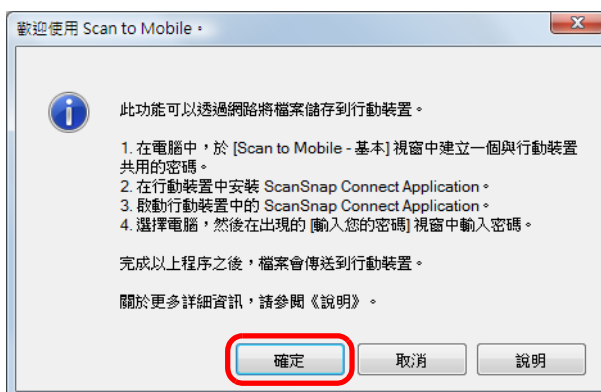 歡迎使用 Scan to Mobile。
此功能可以透過網路將檔案儲存到行動裝置。
1. 在電腦中，於 [Scan to Mobile - 基本] 視窗中建立一個與行動裝置
共用的密碼。
2. 在行動裝置中安裝 ScanSnap Connect Application。
3. 啟動行動裝置中的 ScanSnap Connect Application。
4. 選擇電腦，然後在出現的 [輸入您的密碼] 視窗中輸入密碼。
完成以上程序之後，檔案會傳送到行動裝置。
關於更多詳細資訊，請參閱《說明》。
確定 取消 說明